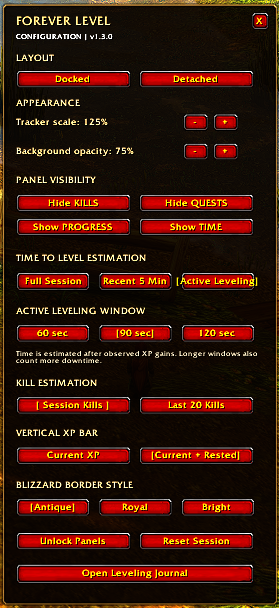 FOREVER LEVEL
X
CONFIGURATION | v1.3.0
LAYOUT
Docked Detached
APPEARANCE
Tracker scale: 125% - +
Background opacity: 75% - +
PANEL VISIBILITY
Hide KILLS Hide QUESTS
Show PROGRESS Show TIME
TIME TO LEVEL ESTIMATION
Full Session Recent 5 Min [Active Leveling]
ACTIVE LEVELING WINDOW
60 sec [90 sec] 120 sec
Time is estimated after observed XP gains. Longer windows also
count more downtime.
KILL ESTIMATION
[ Session Kills ] Last 20 Kills
VERTICAL XP BAR
Current XP [Current + Rested]
BLIZZARD BORDER STYLE
[Antique] Royal Bright
Unlock Panels Reset Session
Open Leveling Journal